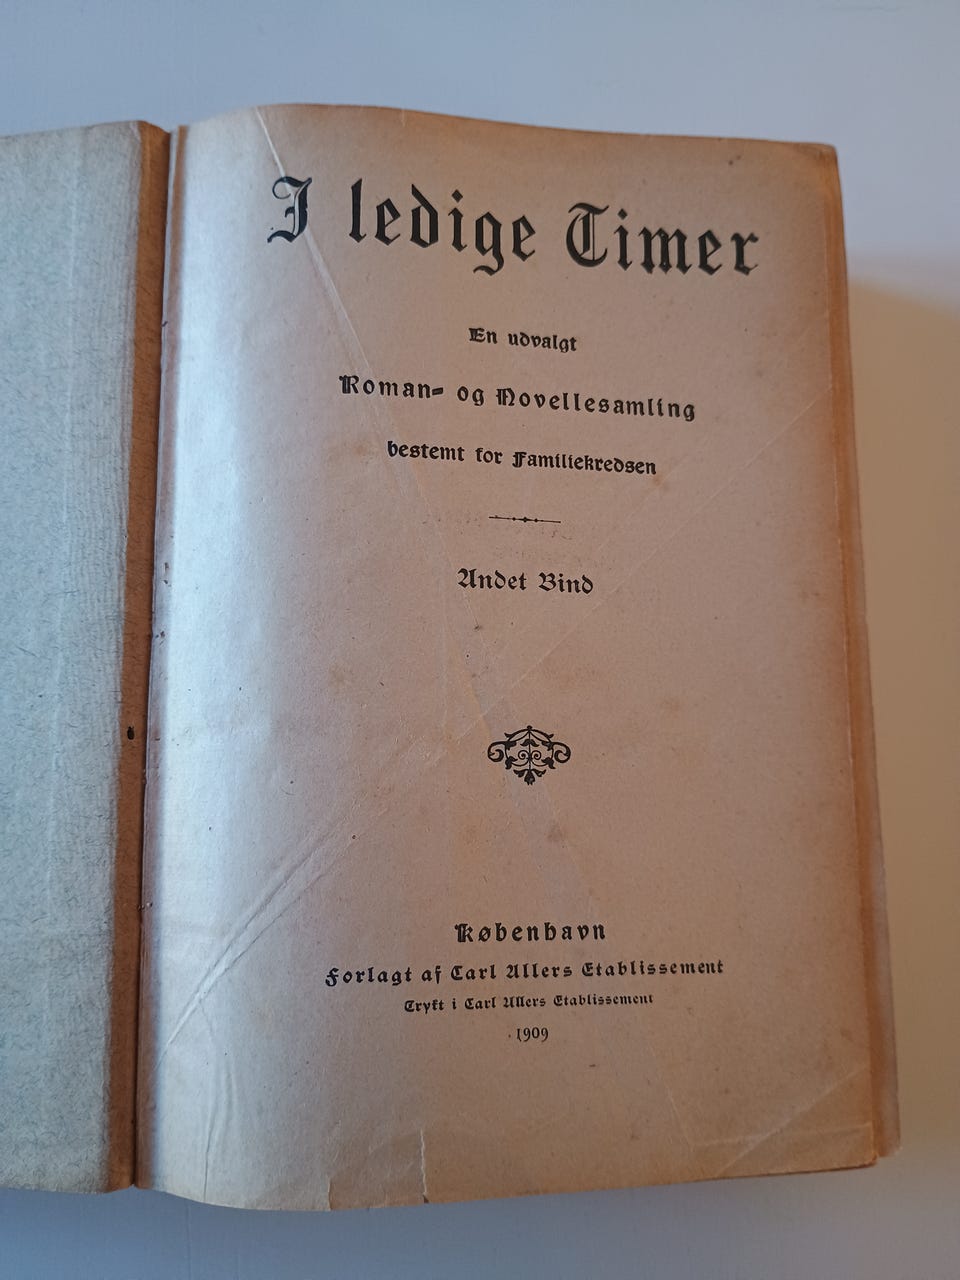 I ledige Timer
En udvalgt
Roman- og Novellesamling
bestemt for Familiekredsen
Andet Bind
København
Forlagt af Carl Allers Etablissement
Trykt i Carl Allers Etablissement
1909